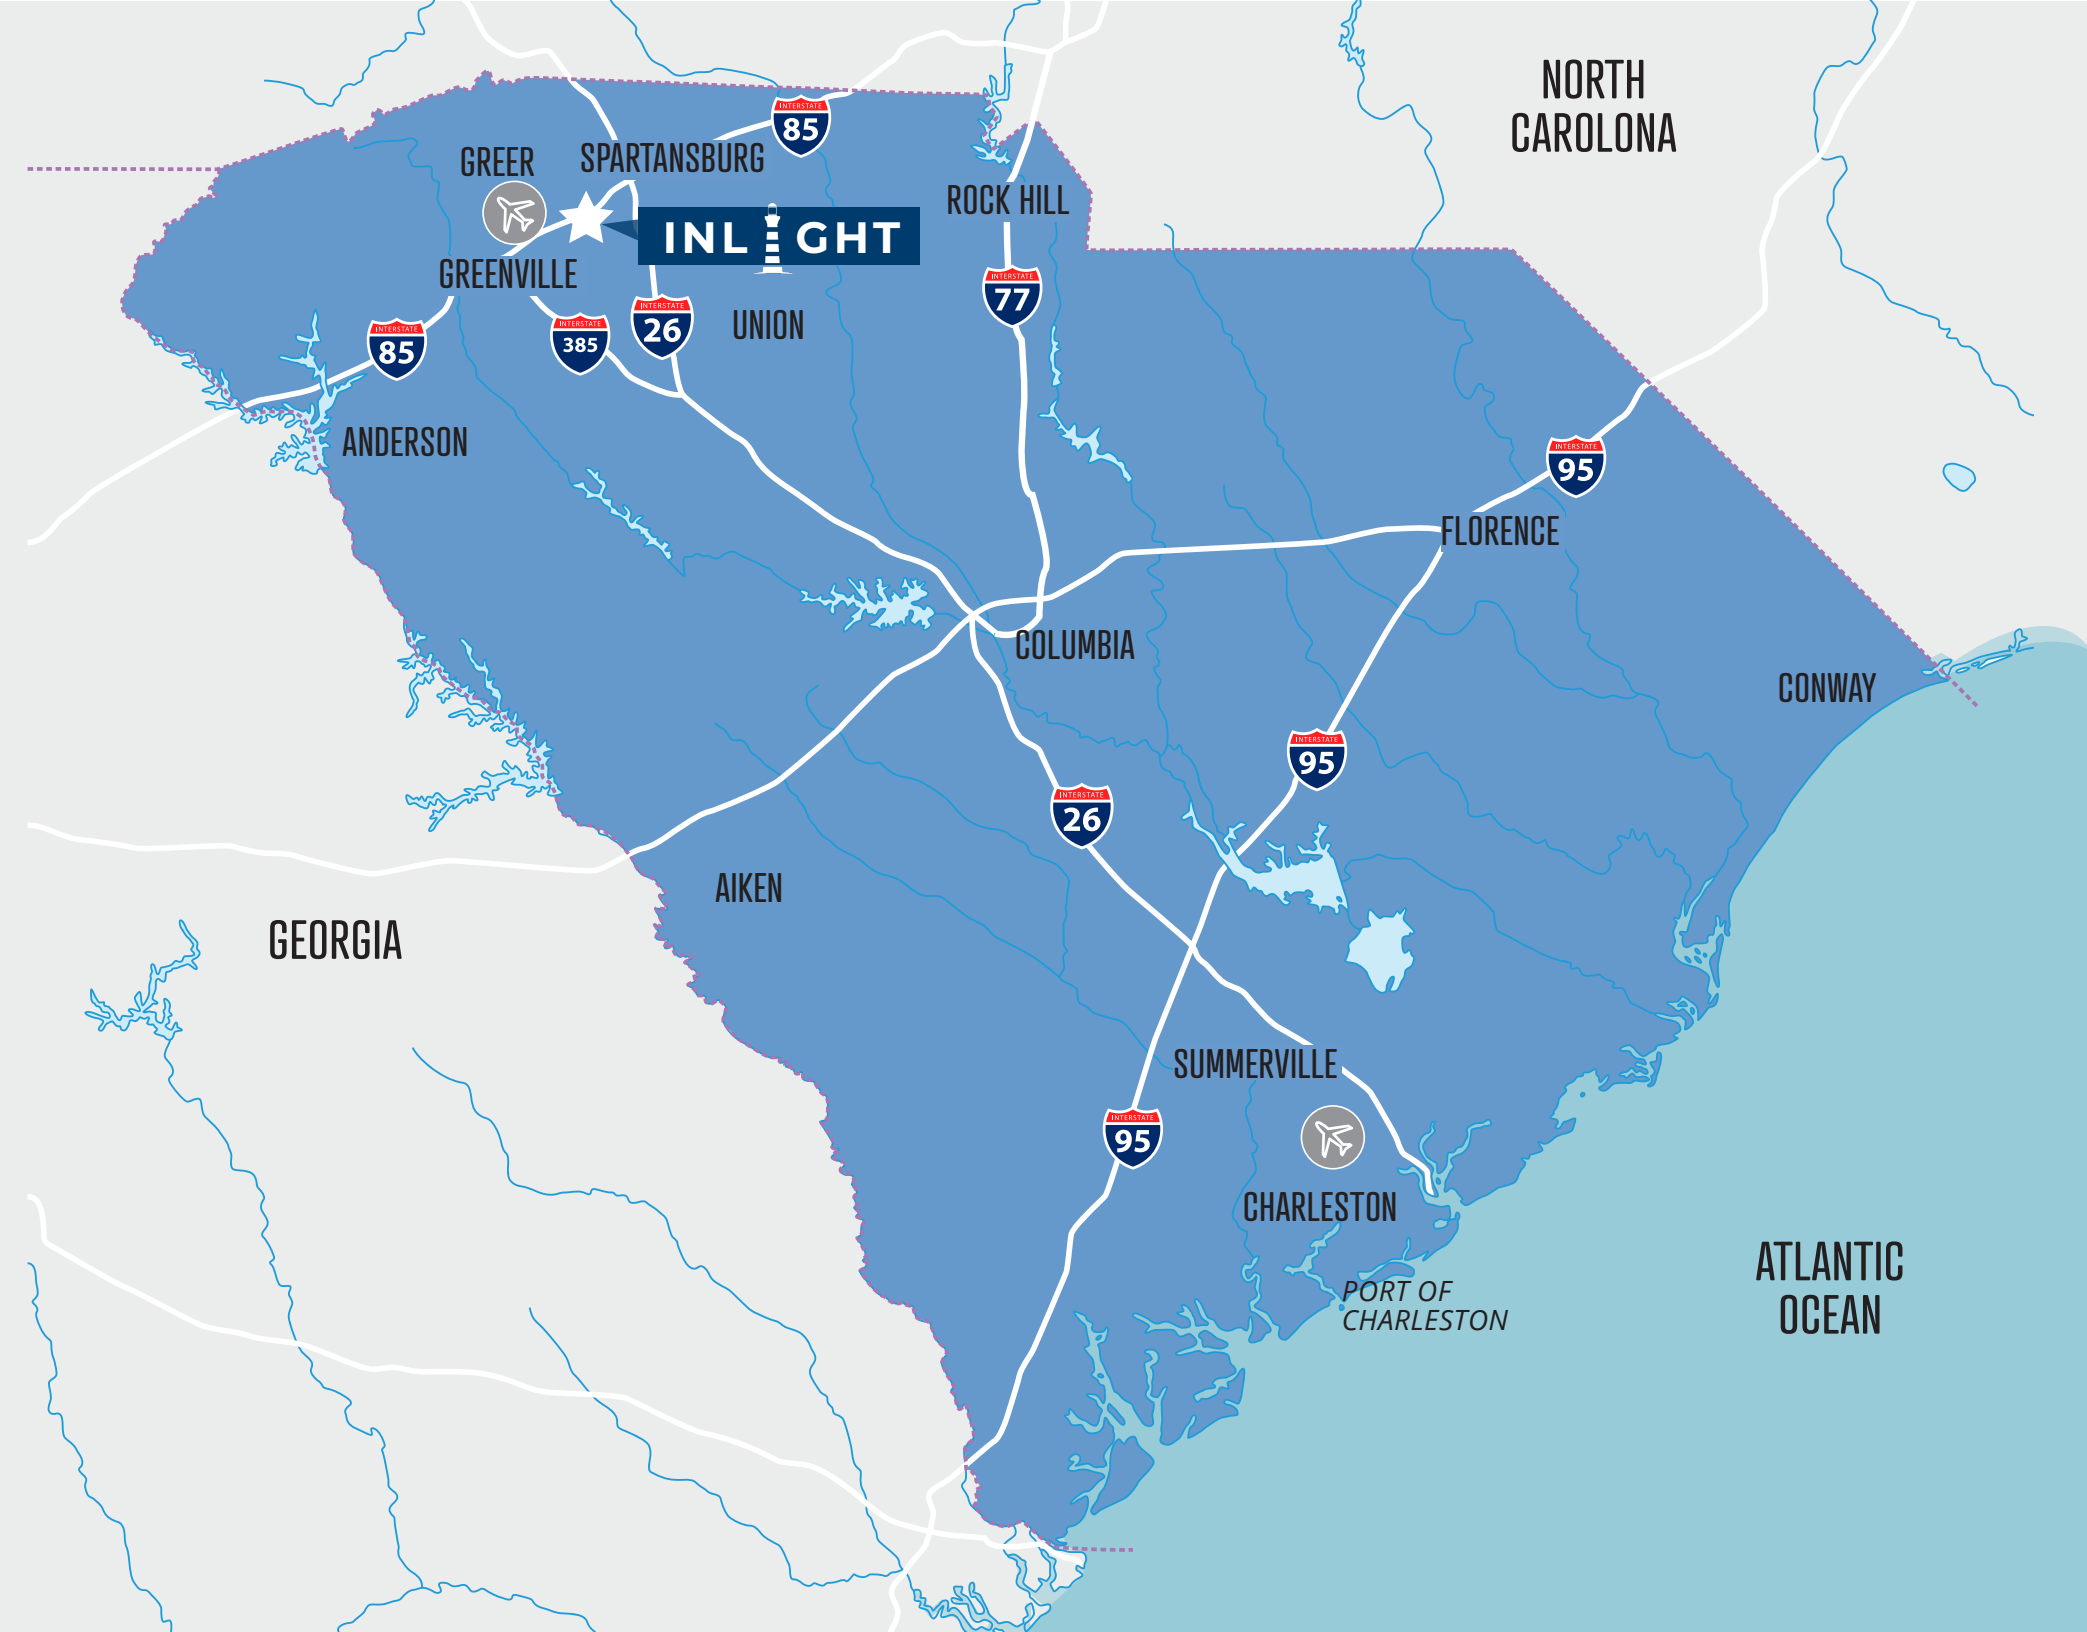 NORTH
CAROLONA
INTERSTATE
85
GREER
SPARTANSBURG
ROCK HILL
INLIGHT
GREENVILLE
INTERSTATE
77
INTERSTATE
26
INTERSTATE
385
UNION
INTERSTATE
85
ANDERSON
INTERSTATE
95
FLORENCE
COLUMBIA
CONWAY
INTERSTATE
95
INTERSTATE
26
AIKEN
GEORGIA
SUMMERVILLE
INTERSTATE
95
CHARLESTON
PORT OF
CHARLESTON
ATLANTIC
OCEAN